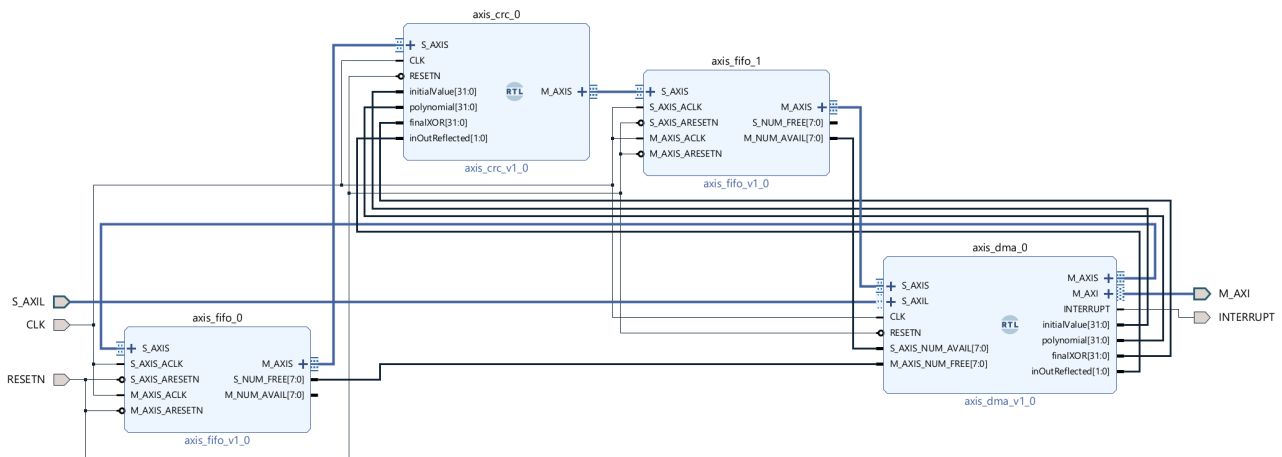 axis_crc_0
S_AXIS
CLK
RESETN
initialValue[31:0]
polynomial[31:0]
finalXOR[31:0]
inOutReflected[1:0]
RTL
M_AXIS
axis_crc_v1_0
axis_fifo_1
S_AXIS
S_AXIS_ACLK
S_AXIS_ARESETN
M_AXIS_ACLK
M_AXIS_ARESETN
M_AXIS
S_NUM_FREE[7:0]
M_NUM_AVAIL[7:0]
axis_fifo_v1_0
S_AXIL
CLK
RESETN
axis_fifo_0
S_AXIS
S_AXIS_ACLK
S_AXIS_ARESETN
M_AXIS_ACLK
M_AXIS_ARESETN
M_AXIS
S_NUM_FREE[7:0]
M_NUM_AVAIL[7:0]
axis_fifo_v1_0
axis_dma_0
S_AXIS
S_AXIL
CLK
RESETN
S_AXIS_NUM_AVAIL[7:0]
M_AXIS_NUM_FREE[7:0]
RTL
M_AXIS
M_AXI
INTERRUPT
initialValue[31:0]
polynomial[31:0]
finalXOR[31:0]
inOutReflected[1:0]
axis_dma_v1_0
M_AXI
INTERRUPT